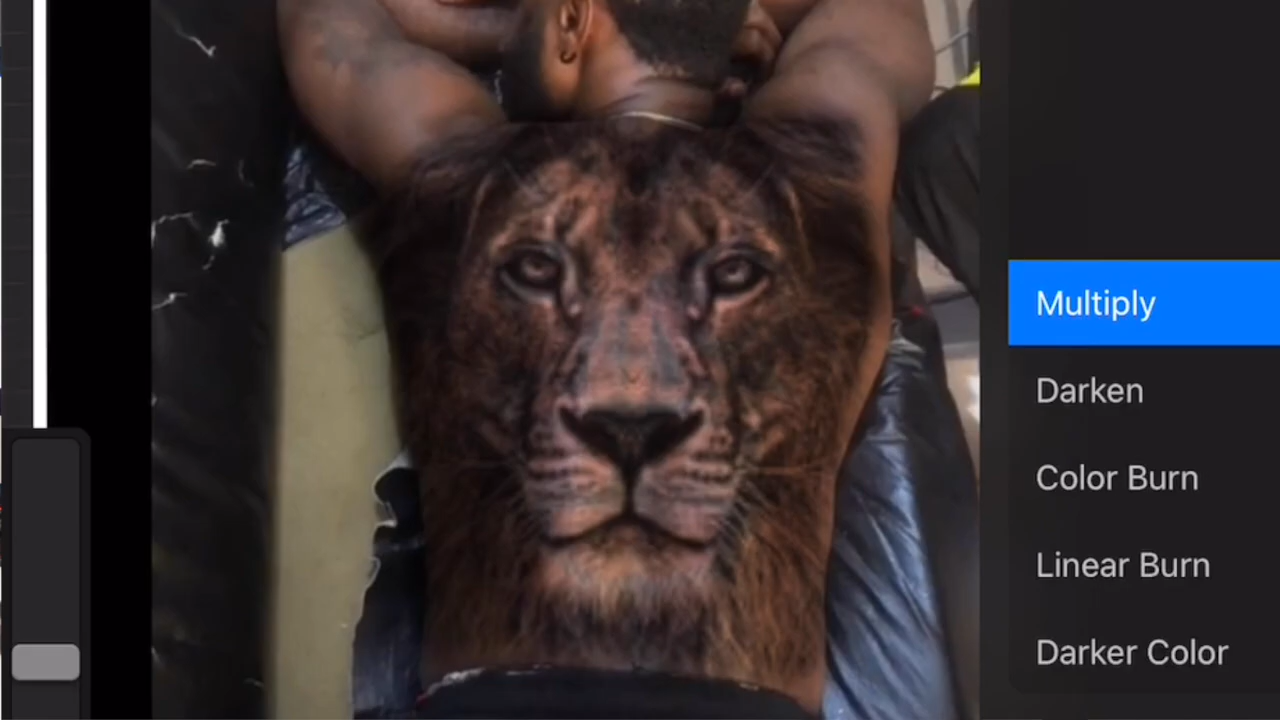 Multiply
Darken
Color Burn
Linear Burn
Darker Color